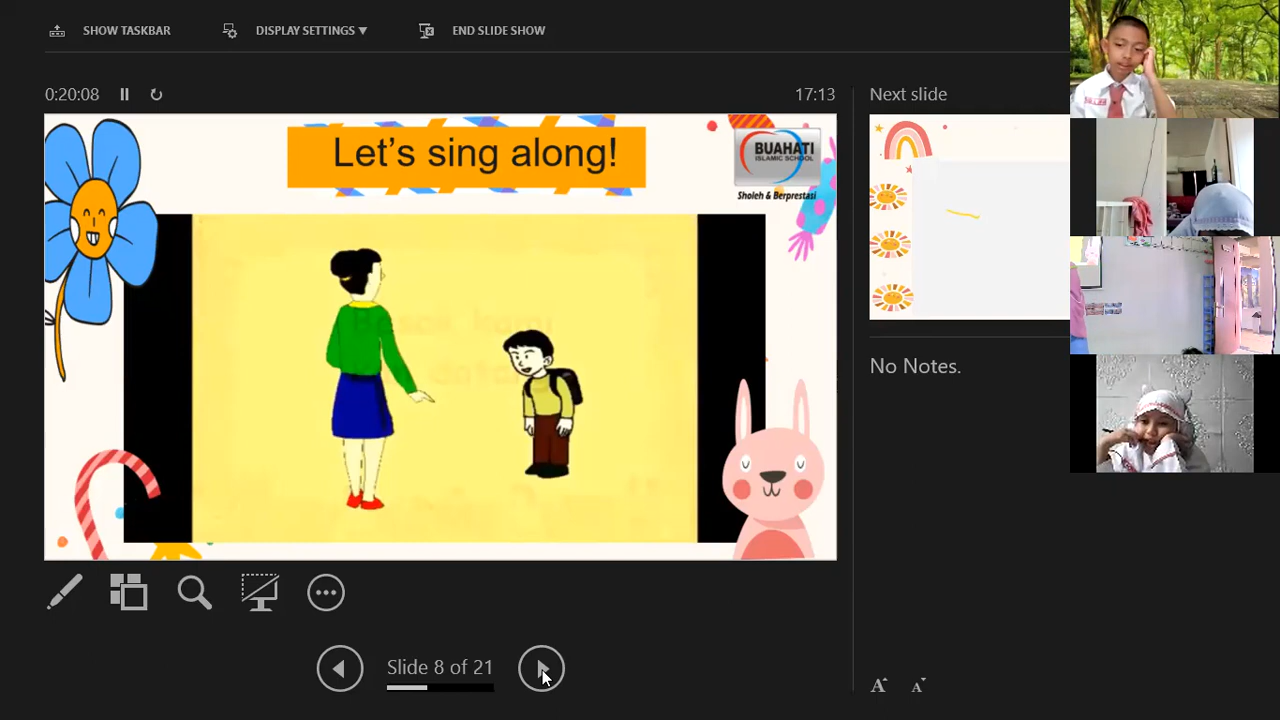 SHOW TASKBAR
DISPLAY SETTINGS ▼
END SLIDE SHOW
0:20:08
17:13
Next slide
Let's sing along!
BUAHATI
ISLAMIC SCHOOL
Sholeh & Berprestasi
kami
No Notes.
Slide 8 of 21
A
A